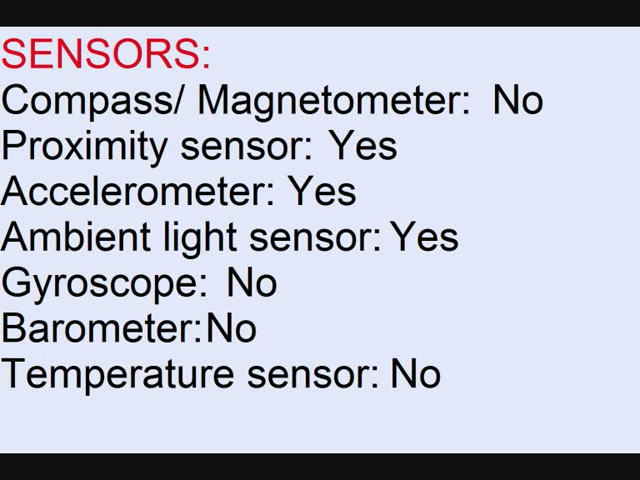 SENSORS:
Compass/ Magnetometer: No
Proximity sensor: Yes
Accelerometer: Yes
Ambient light sensor: Yes
Gyroscope: No
Barometer:No
Temperature sensor: No